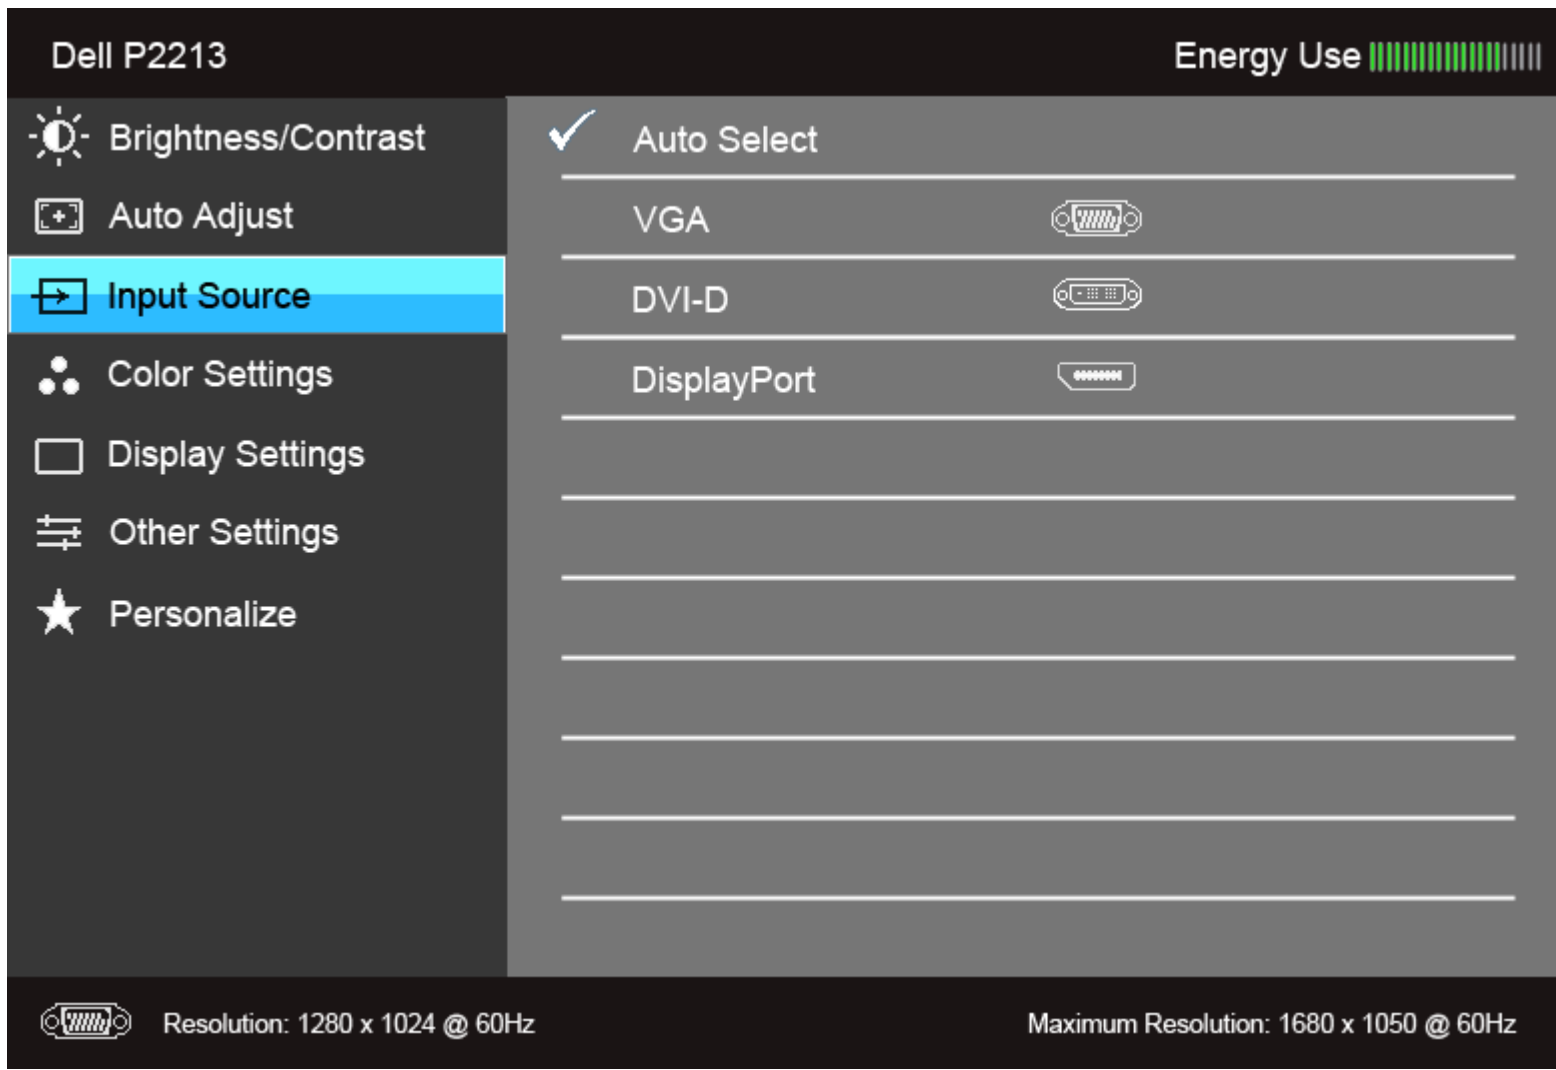 Dell P2213
Energy Use
Brightness/Contrast
Auto Adjust
Input Source
Color Settings
Display Settings
Other Settings
Personalize
Auto Select
VGA
DVI-D
DisplayPort
Resolution: 1280 x 1024 @ 60Hz
Maximum Resolution: 1680 x 1050 @ 60Hz